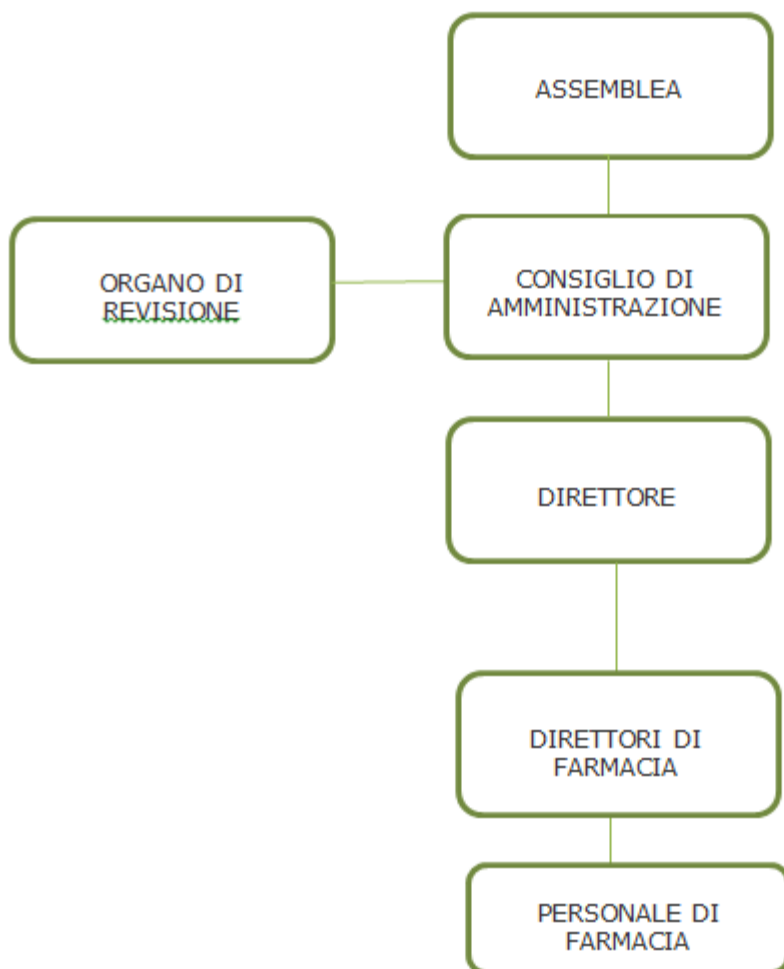 ASSEMBLEA
ORGANO DI
REVISIONE
CONSIGLIO DI
AMMINISTRAZIONE
DIRETTORE
DIRETTORI DI
FARMACIA
PERSONALE DI
FARMACIA